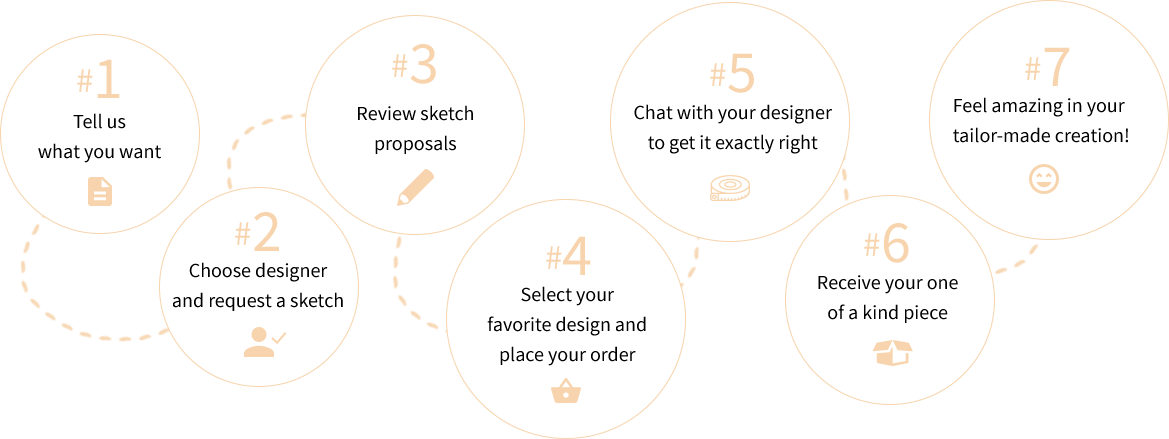 #1
Tell us
what you want
#2
Choose designer
and request a sketch
#3
Review sketch
proposals
#4
Select your
favorite design and
place your order
#5
Chat with your designer
to get it exactly right
#6
Receive your one
of a kind piece
#7
Feel amazing in your
tailor-made creation!